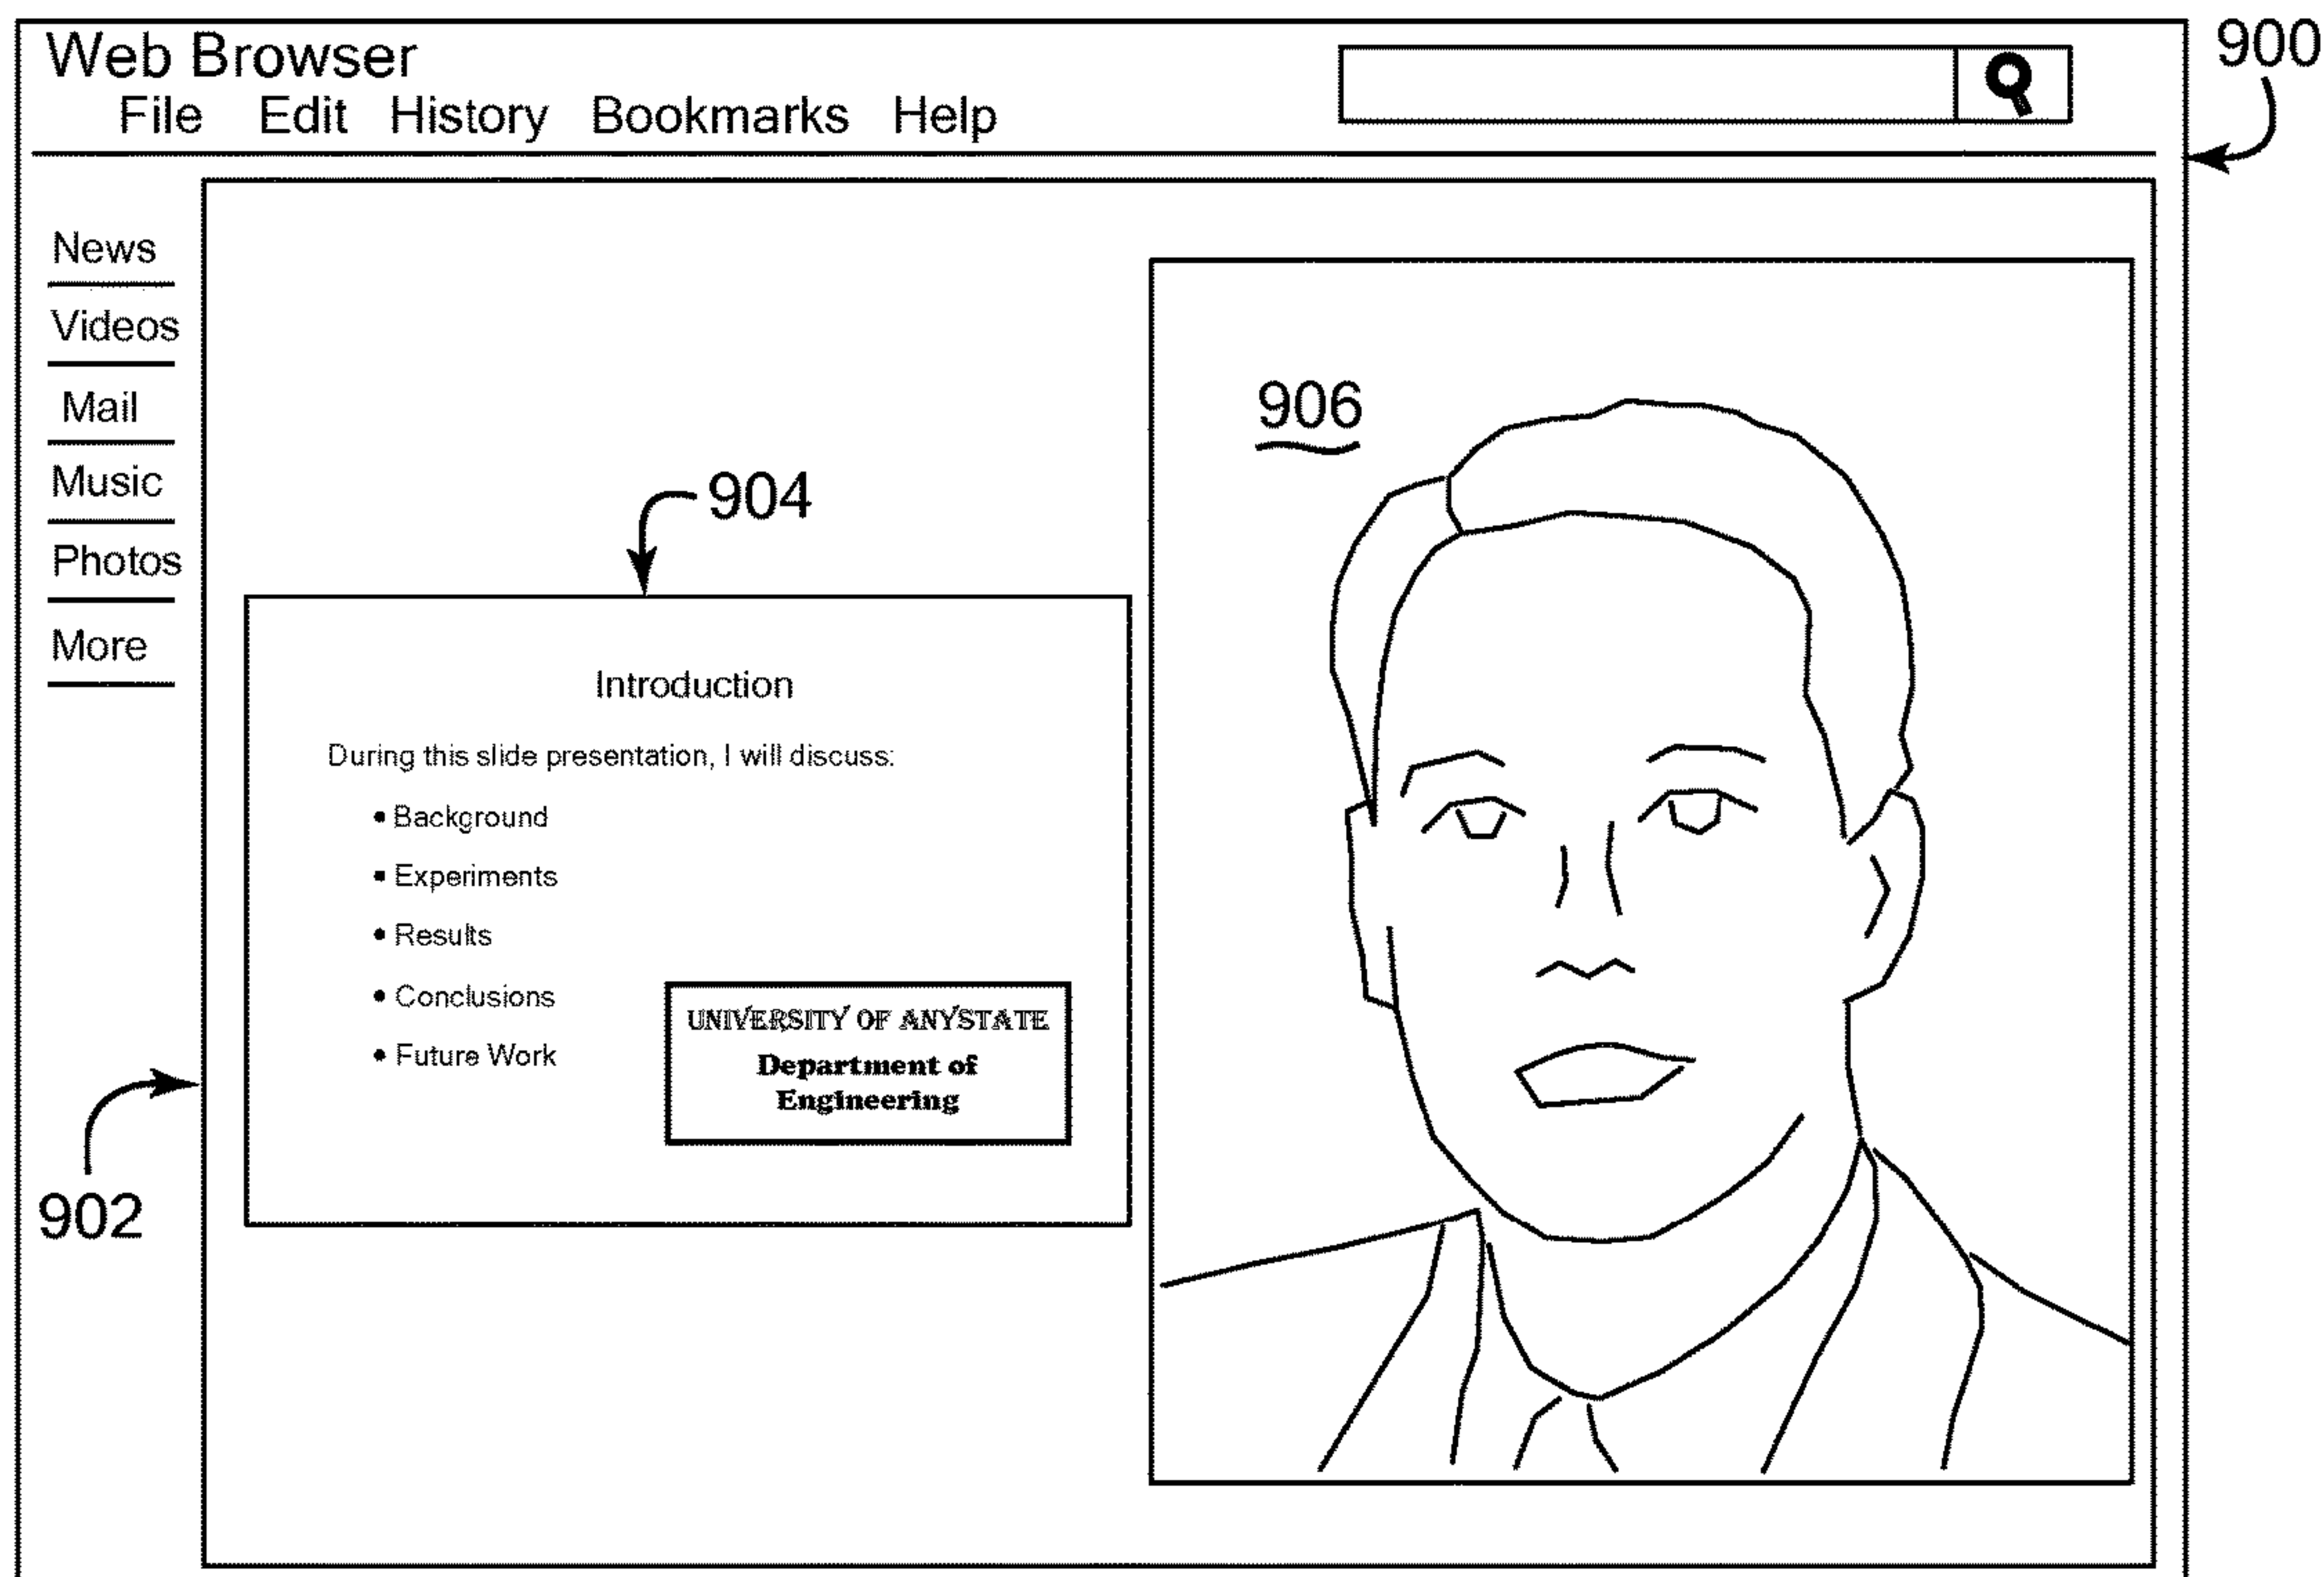 Web Browser
File Edit History Bookmarks Help
900
News
Videos
Mail
Music
Photos
More
902
904
Introduction
During this slide presentation, I will discuss:
• Background
• Experiments
• Results
• Conclusions
• Future Work
UNIVERSITY OF ANYSTATE
Department of
Engineering
906